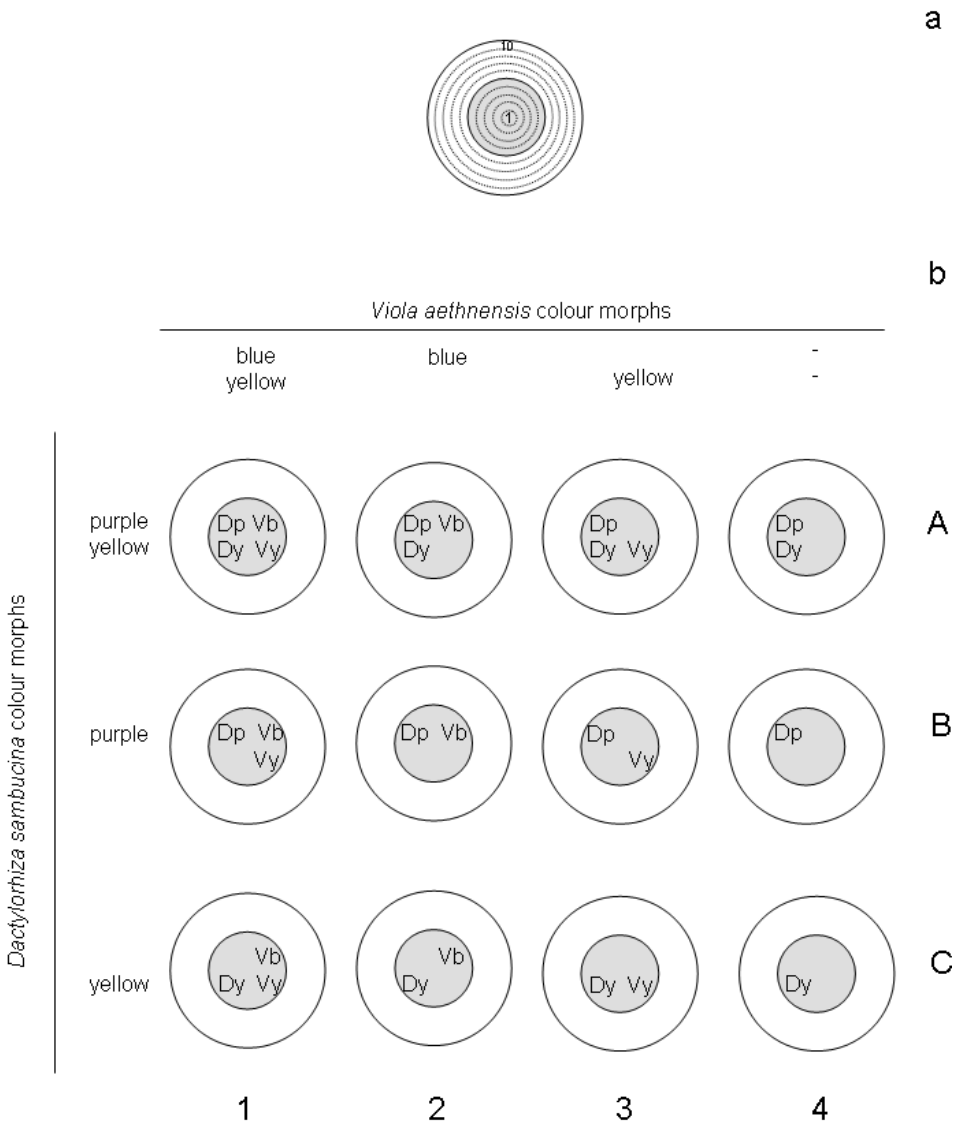 a
10
1
b
Viola aethnensis colour morphs
blue
yellow
blue
yellow
-
-
Dactylorhiza sambucina colour morphs
purple
yellow
Dp Vb
Dy Vy
Dp Vb
Dy
Dp
Dy Vy
Dp
Dy
A
purple
Dp Vb
Vy
Dp Vb
Dp
Vy
Dp
B
yellow
Vb
Dy Vy
Vb
Dy
Dy Vy
Dy
C
1 2 3 4